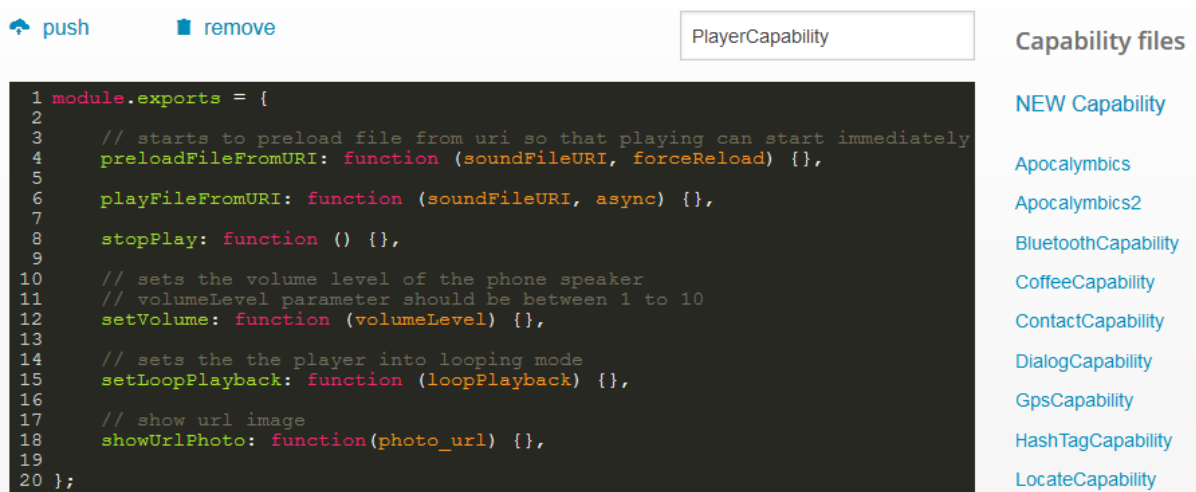 push remove PlayerCapability
1 module.exports = {
2
3 // starts to preload file from uri so that playing can start immediately
4 preloadFileFromURI: function (soundFileURI, forceReload) {},
5
6 playFileFromURI: function (soundFileURI, async) {},
7
8 stopPlay: function () {},
9
10 // sets the volume level of the phone speaker
11 // volumeLevel parameter should be between 1 to 10
12 setVolume: function (volumeLevel) {},
13
14 // sets the the player into looping mode
15 setLoopPlayback: function (loopPlayback) {},
16
17 // show url image
18 showUrlPhoto: function(photo_url) {},
19
20 };
Capability files
NEW Capability
Apocalymbics
Apocalymbics2
BluetoothCapability
CoffeeCapability
ContactCapability
DialogCapability
GpsCapability
HashTagCapability
LocateCapability